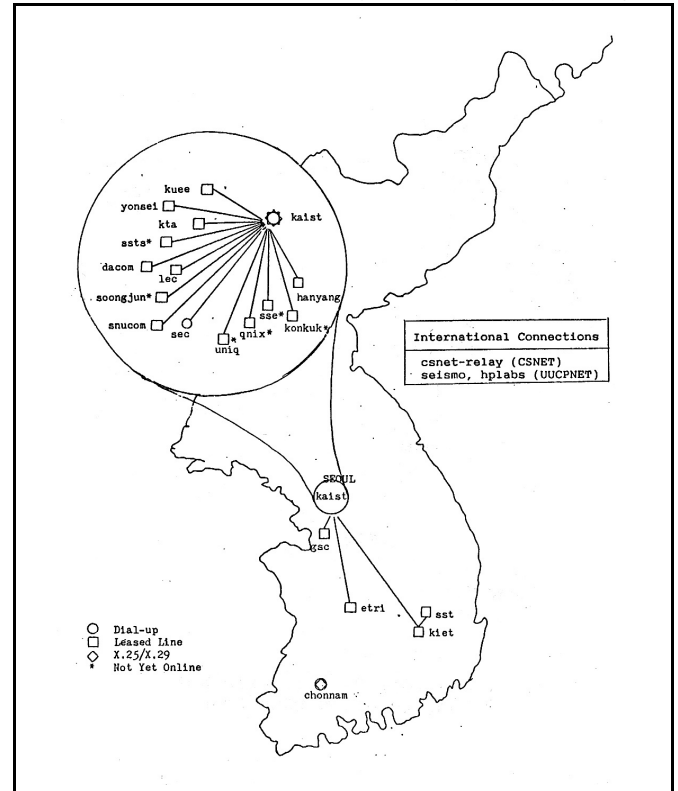 kuee
yonsei
kaist
kta
ssts*
dacom
lec
soongjun*
hanyang
sse*
snucom
sec
qnix*
konkuk*
uniq*
International Connections
csnet-relay (CSNET)
seismo, hplabs (UUCPNET)
SEOUL
kaist
gsc
etri
sst
kiet
Dial-up
Leased Line
X.25/X.29
* Not Yet Online
chonnam